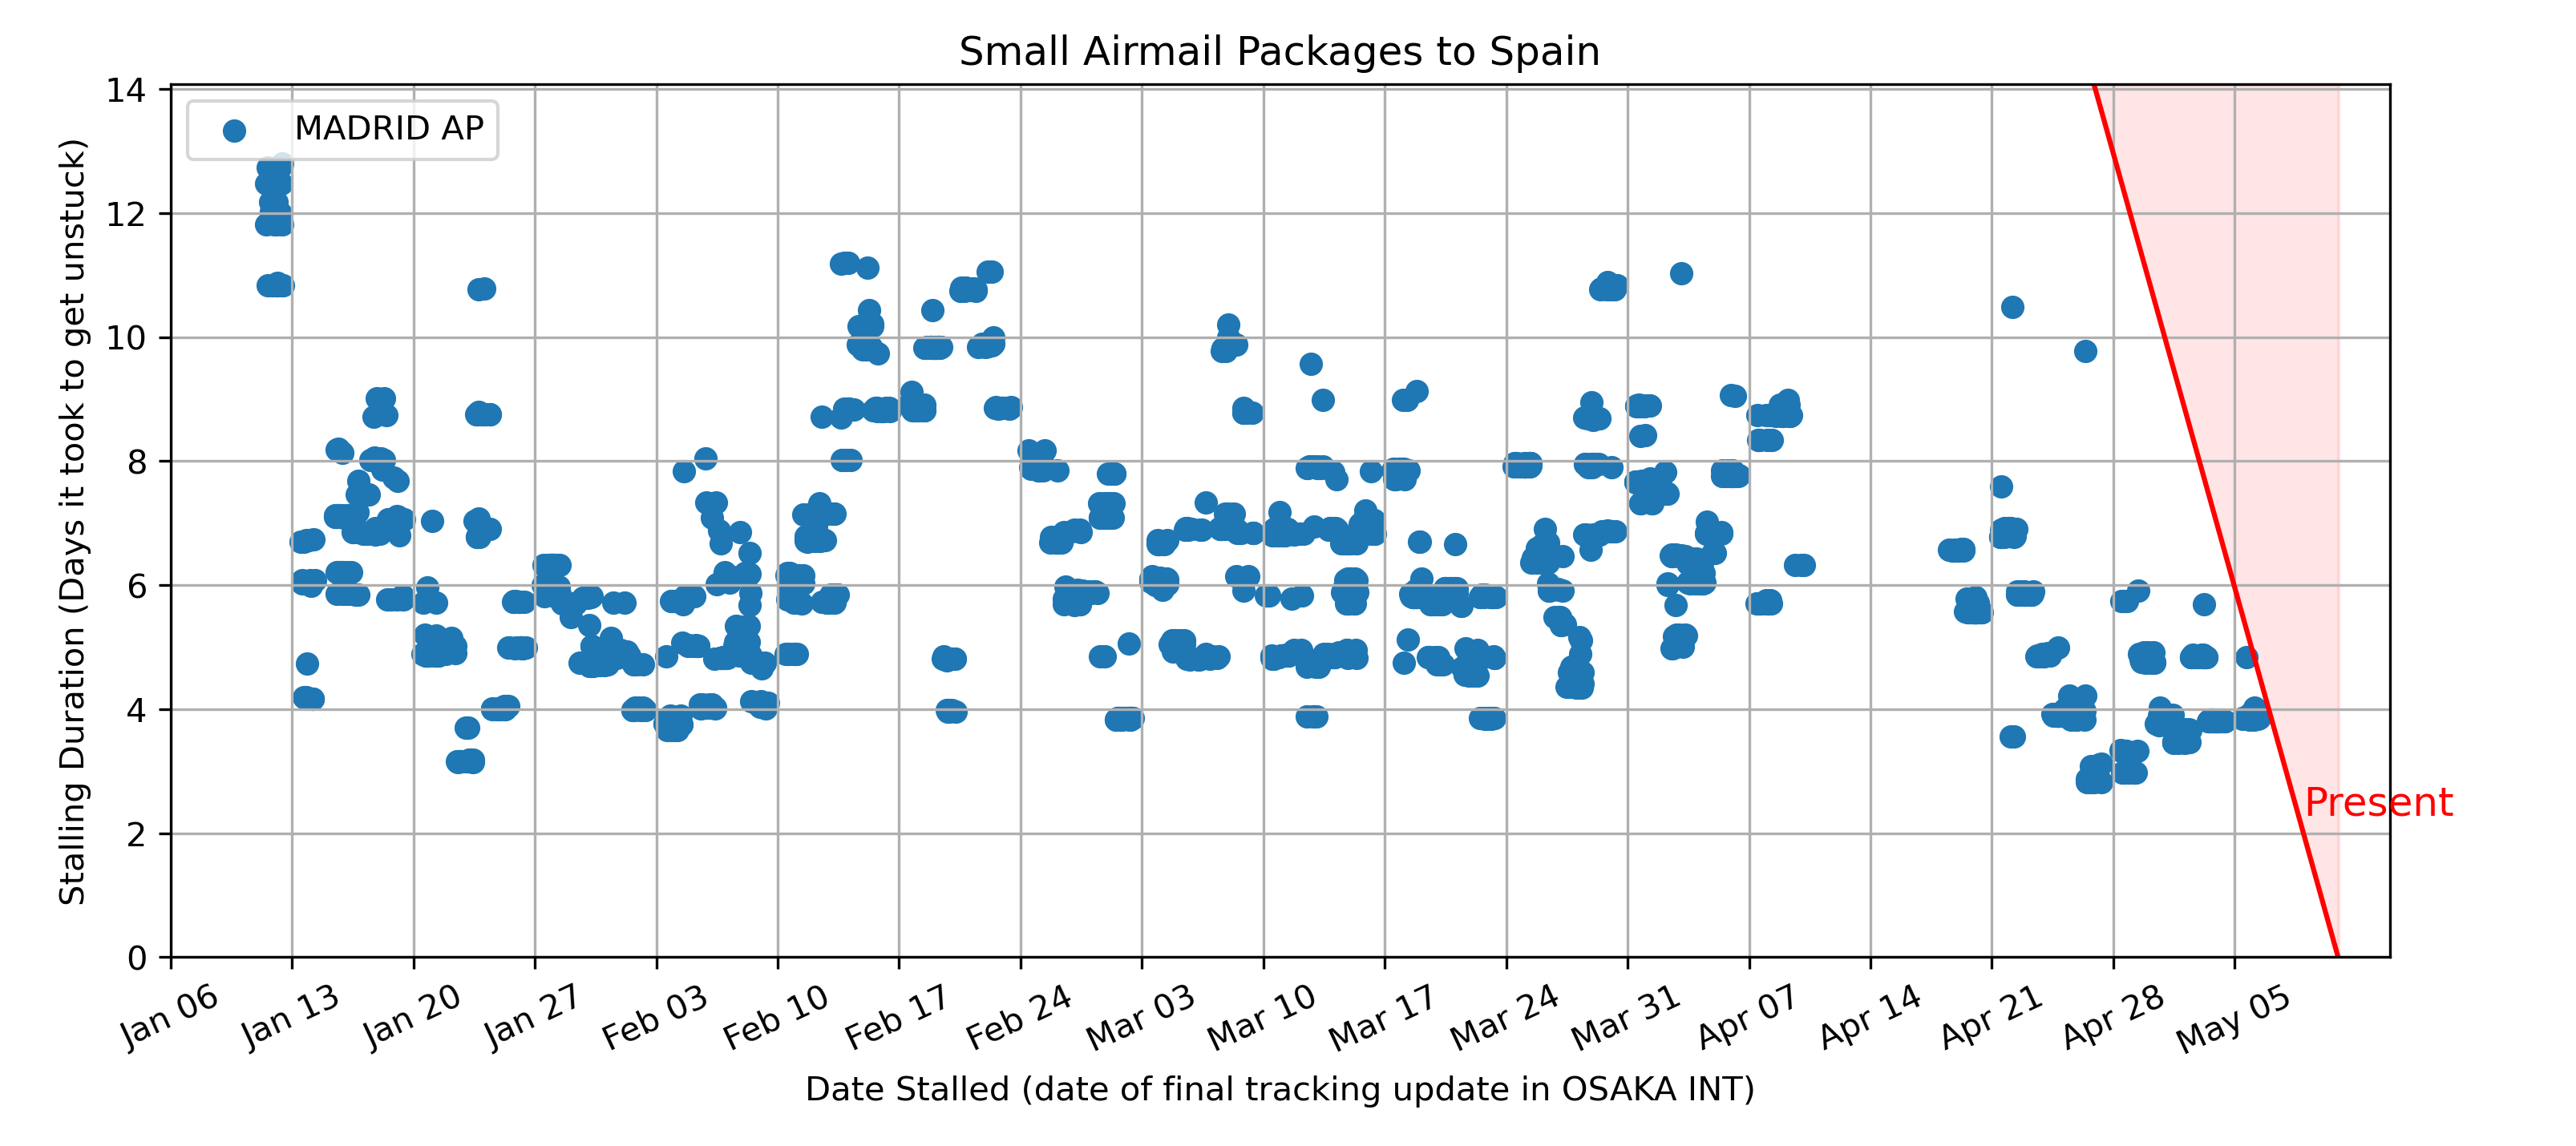 Small Airmail Packages to Spain
MADRID AP
Stalling Duration (Days it took to get unstuck)
14
12
10
8
6
4
2
0
Present
Jan 06
Jan 13
Jan 20
Jan 27
Feb 03
Feb 10
Feb 17
Feb 24
Mar 03
Mar 10
Mar 17
Mar 24
Mar 31
Apr 07
Apr 14
Apr 21
Apr 28
May 05
Date Stalled (date of final tracking update in OSAKA INT)